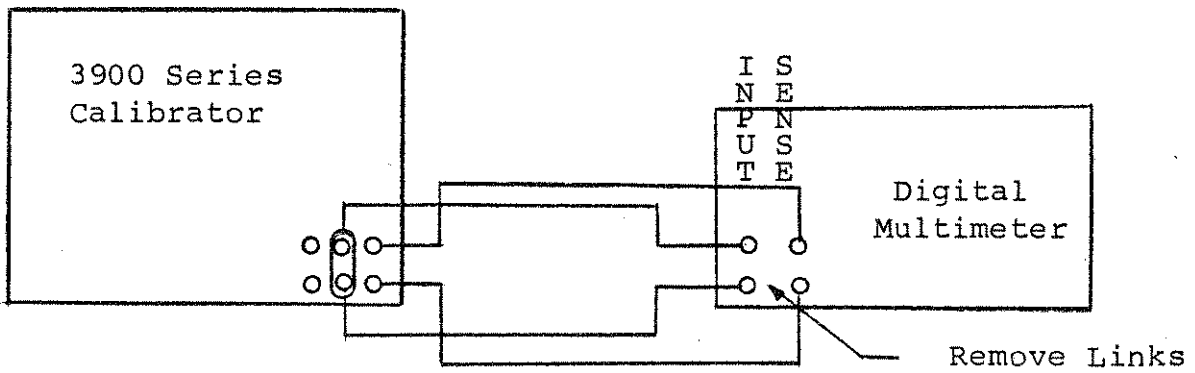 3900 Series
Calibrator
INPUT
SENSE
Digital
Multimeter
Remove Links